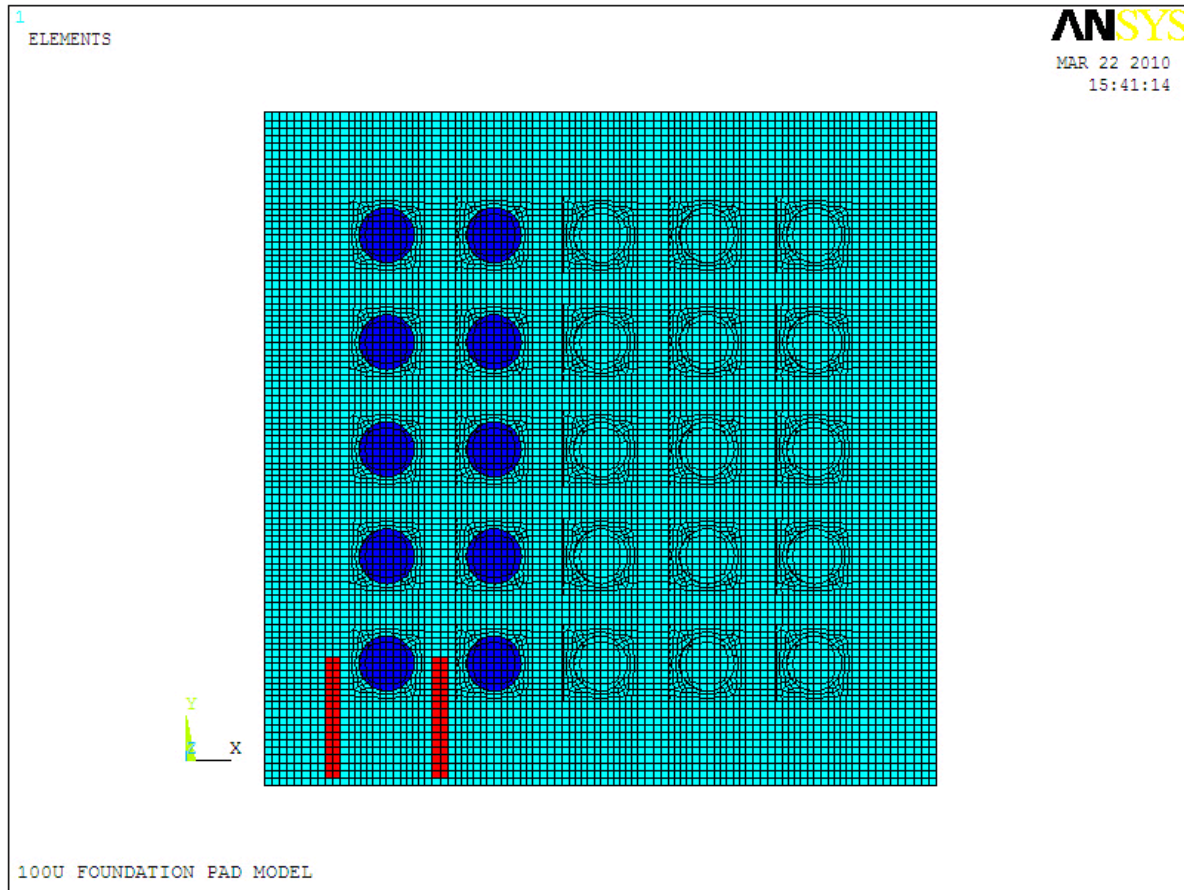 1
ELEMENTS
ANSYS
MAR 22 2010
15:41:14
Y
Z
X
100U FOUNDATION PAD MODEL